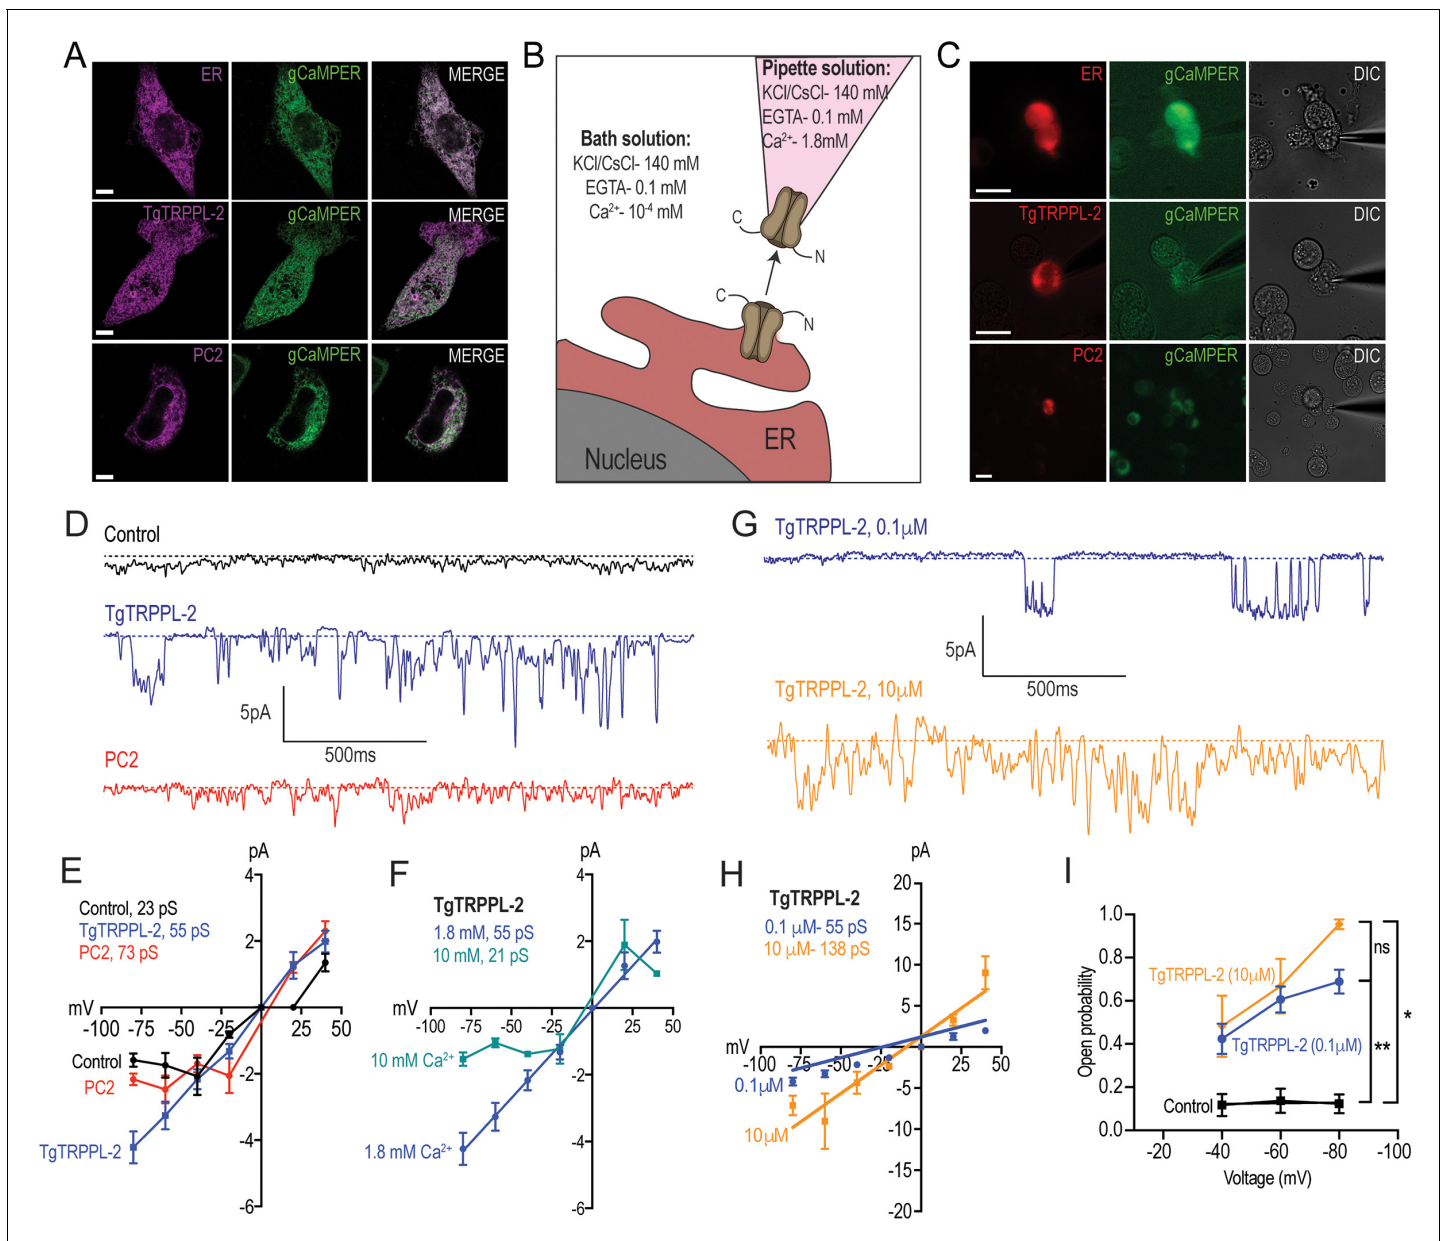 A
ER
gCaMPER
MERGE
TgTRPPL-2
gCaMPER
MERGE
PC2
gCaMPER
MERGE
B
Pipette solution:
KCl/CsCl- 140 mM
EGTA- 0.1 mM
Ca²⁺- 1.8mM
Bath solution:
KCl/CsCl- 140 mM
EGTA- 0.1 mM
Ca²⁺- 10⁻⁴ mM
C
N
C
N
ER
Nucleus
C
ER
gCaMPER
DIC
TgTRPPL-2
gCaMPER
DIC
PC2
gCaMPER
DIC
D
Control
TgTRPPL-2
5pA
500ms
PC2
G
TgTRPPL-2, 0.1μM
5pA
500ms
TgTRPPL-2, 10μM
E
pA
Control, 23 pS
TgTRPPL-2, 55 pS
PC2, 73 pS
4
2
mV
-100 -75 -50 -25 25 50
Control
PC2
-2
TgTRPPL-2
-4
-6
F
pA
TgTRPPL-2
1.8 mM, 55 pS
10 mM, 21 pS
4
2
mV
-100 -75 -50 -25 25 50
10 mM Ca²⁺
-2
1.8 mM Ca²⁺
-4
-6
H
pA
TgTRPPL-2
0.1 μM- 55 pS
10 μM- 138 pS
20
15
10
5
mV
-100 -75 -50 -25 25 50
0.1μM
-5
10μM
-10
-15
-20
I
1.0
0.8
0.6
0.4
0.2
0.0
Open probability
TgTRPPL-2 (10μM)
TgTRPPL-2 (0.1μM)
Control
ns
**
*
-20 -40 -60 -80 -100
Voltage (mV)